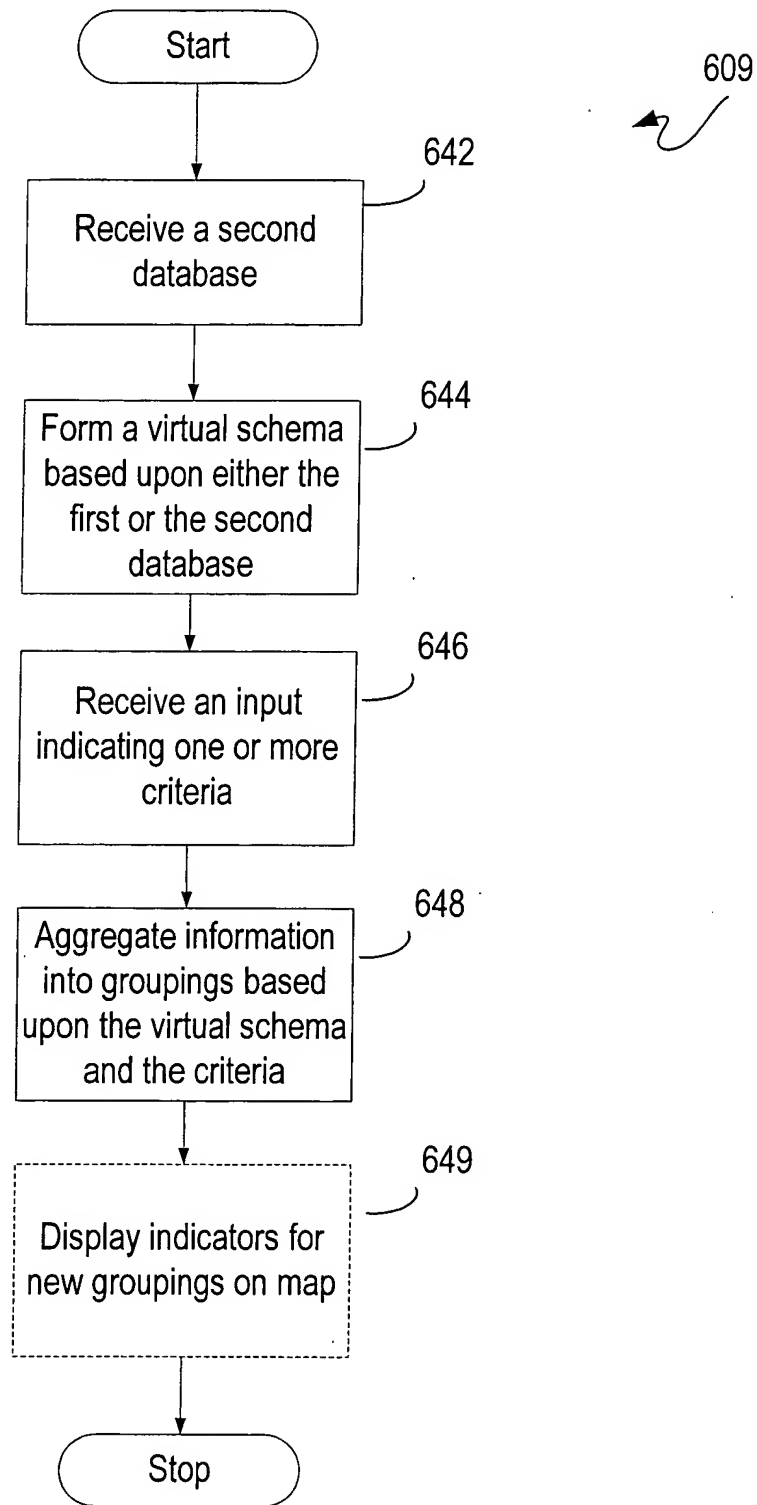 Start
609
642
Receive a second
database
644
Form a virtual schema
based upon either the
first or the second
database
646
Receive an input
indicating one or more
criteria
648
Aggregate information
into groupings based
upon the virtual schema
and the criteria
649
Display indicators for
new groupings on map
Stop